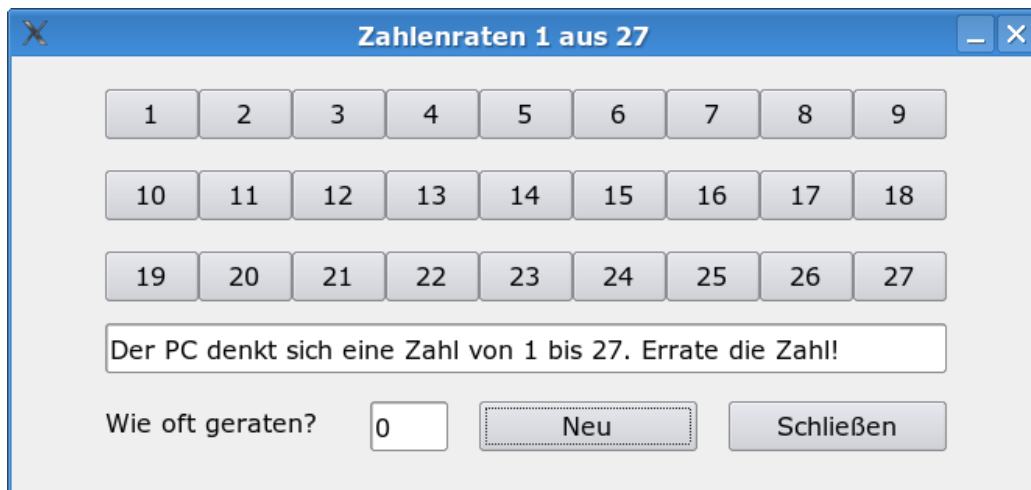 Zahlenraten 1 aus 27
1 2 3 4 5 6 7 8 9
10 11 12 13 14 15 16 17 18
19 20 21 22 23 24 25 26 27
Der PC denkt sich eine Zahl von 1 bis 27. Errate die Zahl!
Wie oft geraten? 0 Neu Schließen